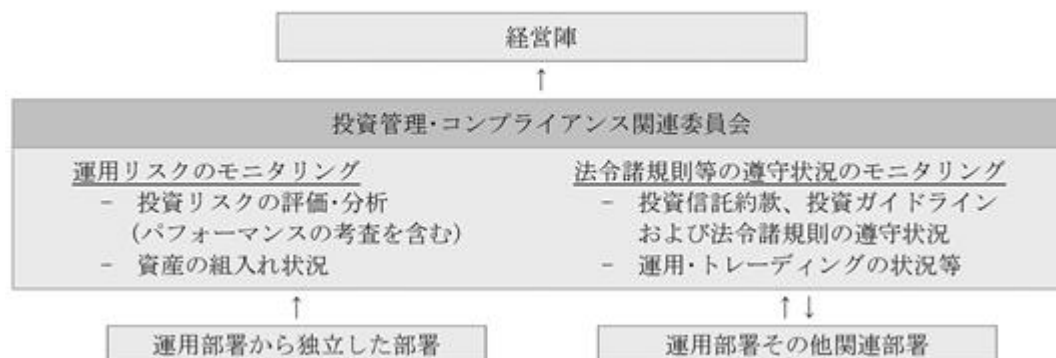 経営陣
↑
投資管理･コンプライアンス関連委員会
運用リスクのモニタリング
- 投資リスクの評価･分析
(パフォーマンスの考査を含む)
- 資産の組入れ状況
法令諸規則等の遵守状況のモニタリング
- 投資信託約款、投資ガイドライン
および法令諸規則の遵守状況
- 運用･トレーディングの状況等
↑
↑↓
運用部署から独立した部署
運用部署その他関連部署